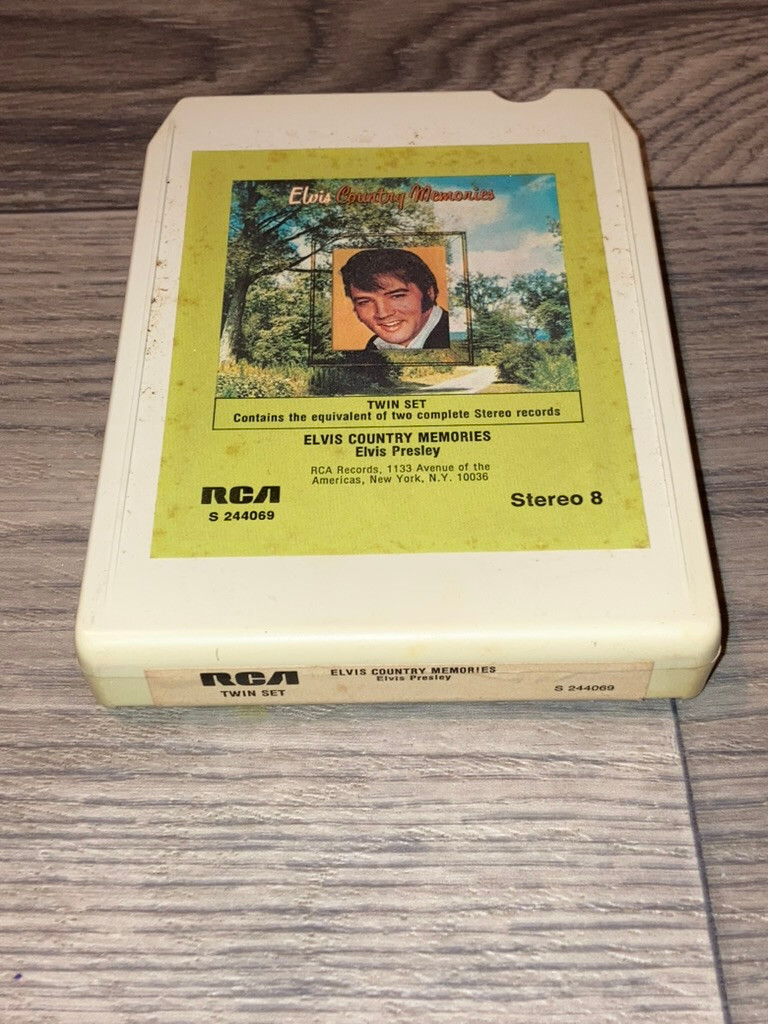 Elvis Country Memories
TWIN SET
Contains the equivalent of two complete Stereo records
ELVIS COUNTRY MEMORIES
Elvis Presley
RCA Records, 1133 Avenue of the
Americas, New York, N.Y. 10036
RCA
S 244069
Stereo 8
RCA
TWIN SET
ELVIS COUNTRY MEMORIES
Elvis Presley
S 244069